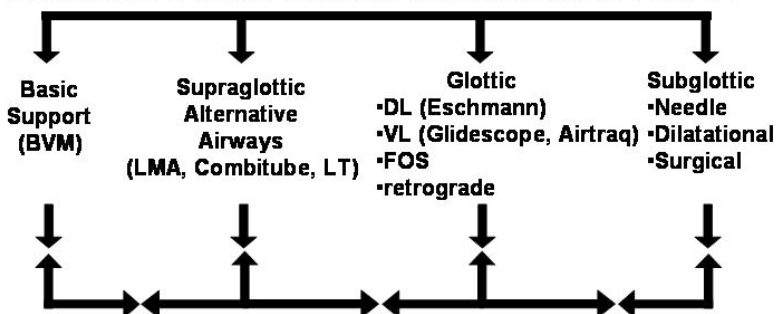 Basic
Support
(BVM)
Supraglottic
Alternative
Airways
(LMA, Combitube, LT)
Glottic
▪DL (Eschmann)
▪VL (Glidescope, Airtraq)
▪FOS
▪retrograde
Subglottic
▪Needle
▪Dilatational
▪Surgical